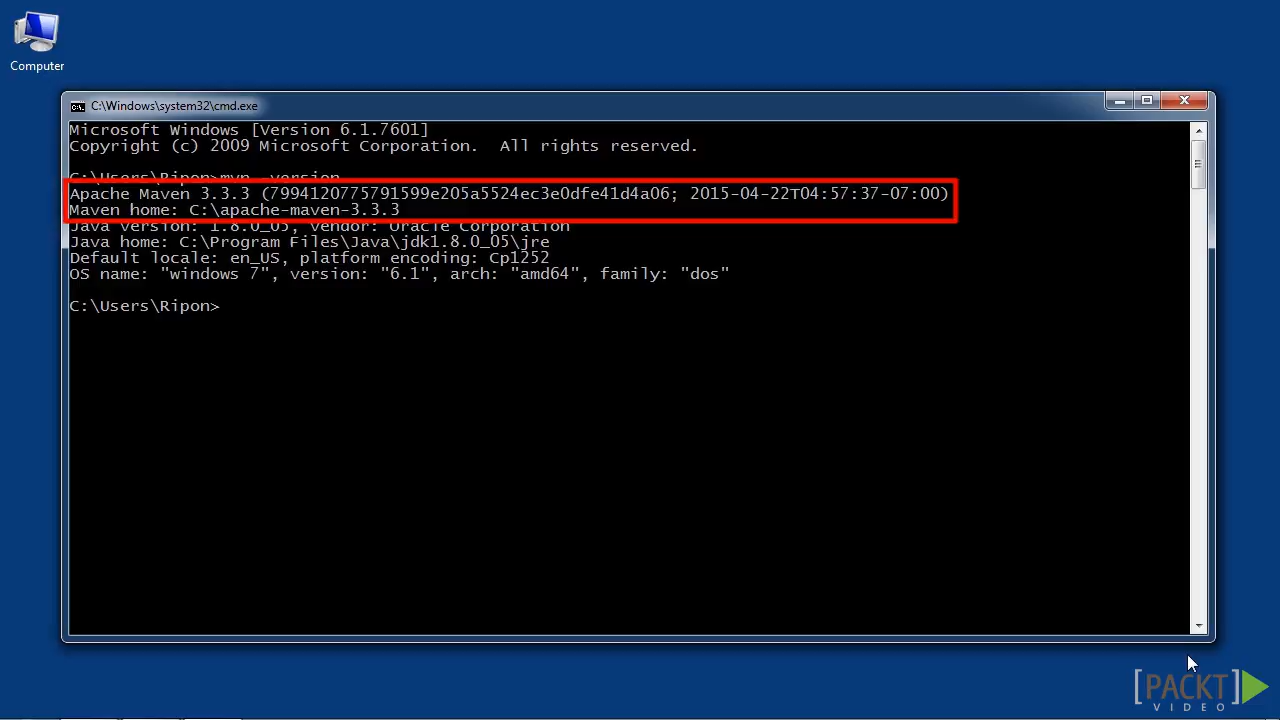 Computer
C:\Windows\system32\cmd.exe
Microsoft Windows [Version 6.1.7601]
Copyright (c) 2009 Microsoft Corporation.  All rights reserved.
C:\Users\Ripon>mvn -version
Apache Maven 3.3.3 (7994120775791599e205a5524ec3e0dfe41d4a06; 2015-04-22T04:57:37-07:00)
Maven home: C:\apache-maven-3.3.3
Java version: 1.8.0_05, vendor: Oracle Corporation
Java home: C:\Program Files\Java\jdk1.8.0_05\jre
Default locale: en_US, platform encoding: Cp1252
OS name: "windows 7", version: "6.1", arch: "amd64", family: "dos"
C:\Users\Ripon>
[PACKT]
VIDEO